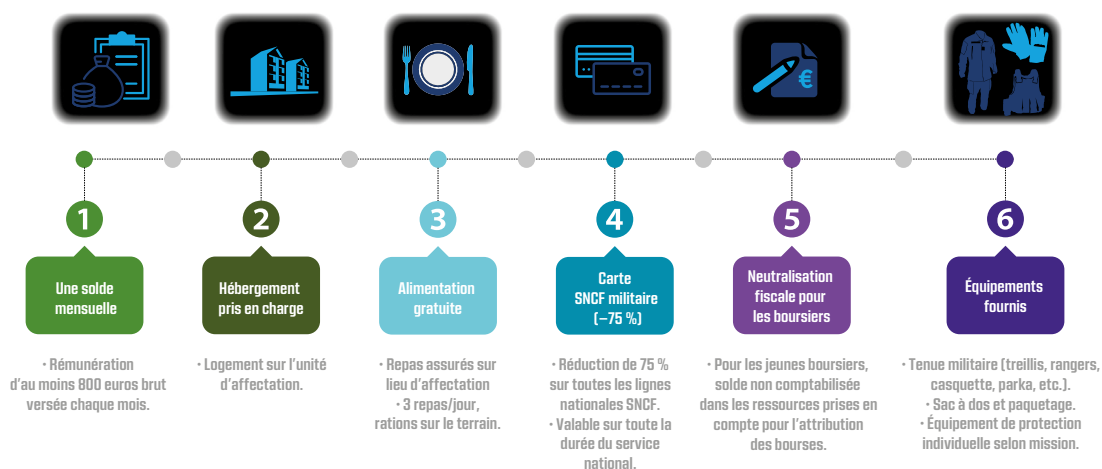 €
1
Une solde
mensuelle
• Rémunération
d'au moins 800 euros brut
versée chaque mois.
2
Hébergement
pris en charge
• Logement sur l'unité
d'affectation.
3
Alimentation
gratuite
• Repas assurés sur
lieu d'affectation
• 3 repas/jour,
rations sur le terrain.
4
Carte
SNCF militaire
(–75 %)
• Réduction de 75 %
sur toutes les lignes
nationales SNCF.
• Valable sur toute la
durée du service
national.
5
Neutralisation
fiscale pour
les boursiers
• Pour les jeunes boursiers,
solde non comptabilisée
dans les ressources prises en
compte pour l'attribution
des bourses.
6
Équipements
fournis
• Tenue militaire (treillis, rangers,
casquette, parka, etc.).
• Sac à dos et paquetage.
• Équipement de protection
individuelle selon mission.